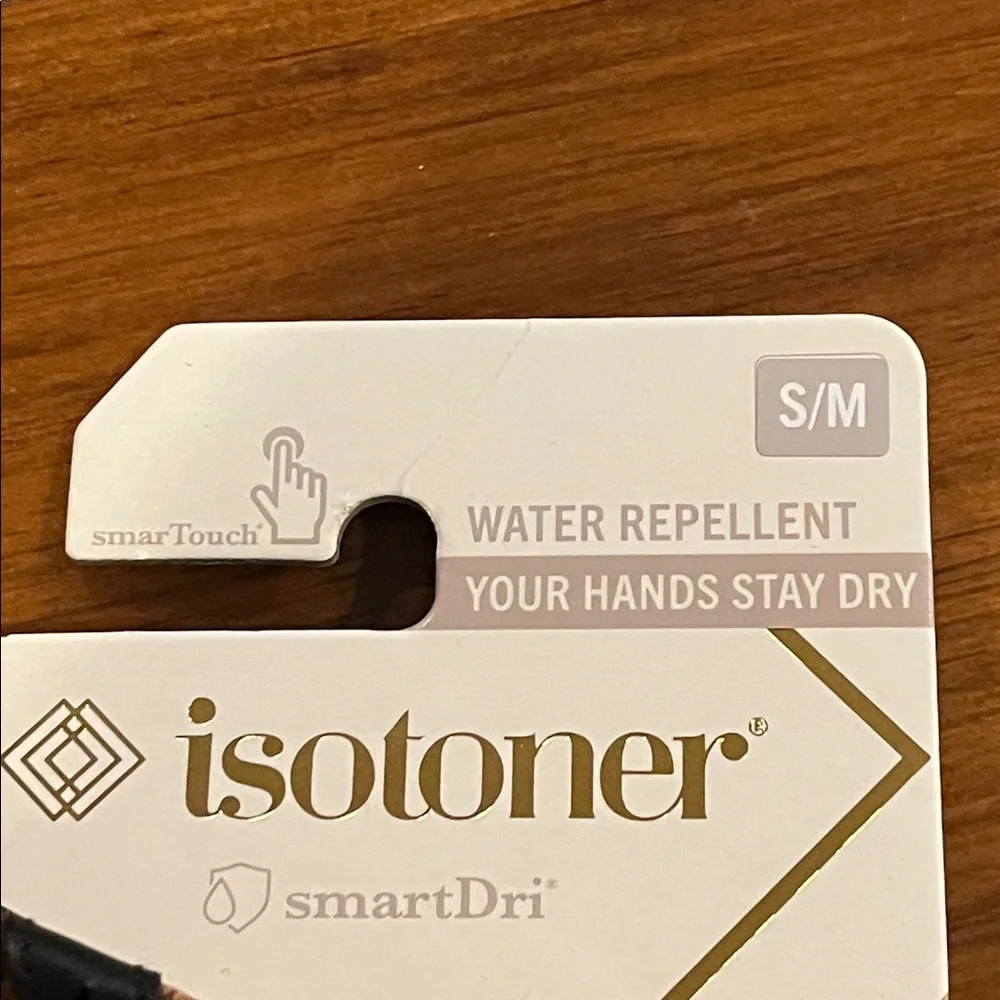 S/M
smarTouch®
WATER REPELLENT
YOUR HANDS STAY DRY
isotoner®
smartDri®